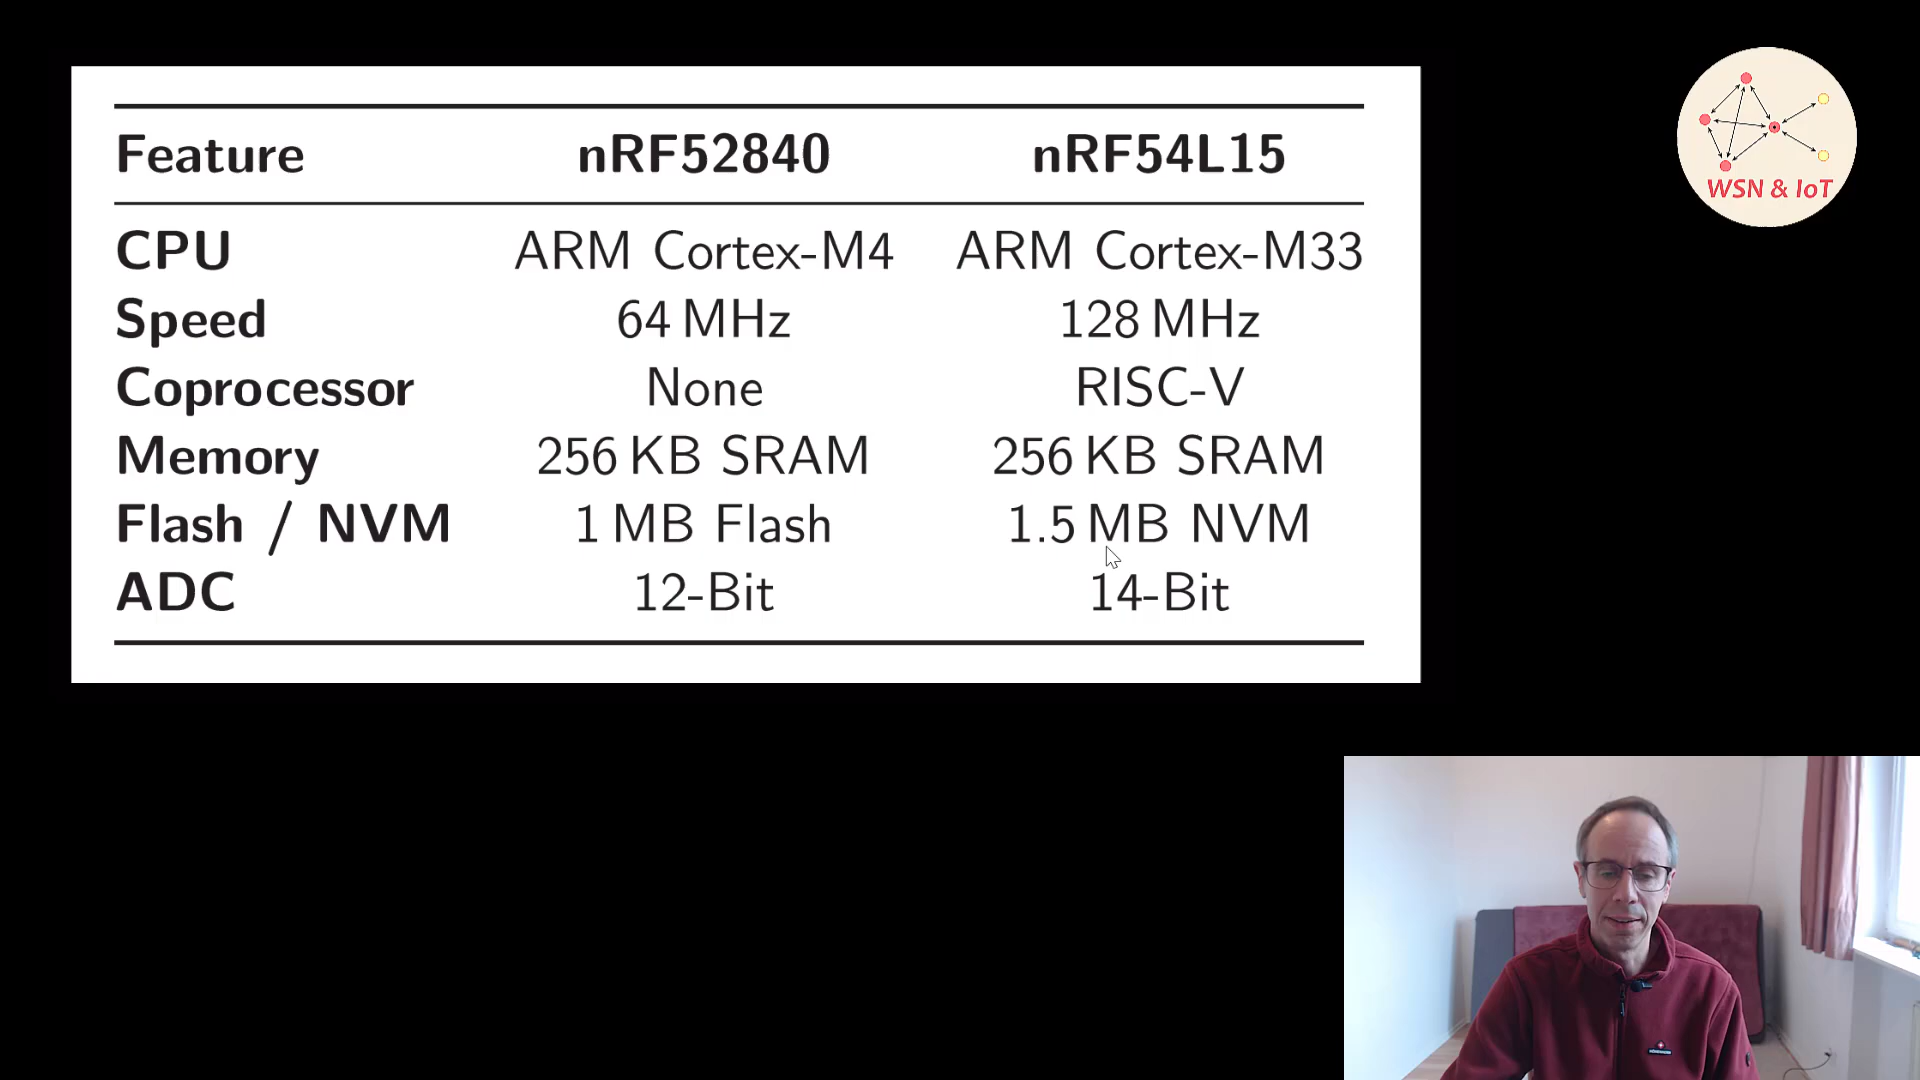 Feature nRF52840 nRF54L15
CPU ARM Cortex-M4 ARM Cortex-M33
Speed 64 MHz 128 MHz
Coprocessor None RISC-V
Memory 256 KB SRAM 256 KB SRAM
Flash / NVM 1 MB Flash 1.5 MB NVM
ADC 12-Bit 14-Bit
WSN & IoT